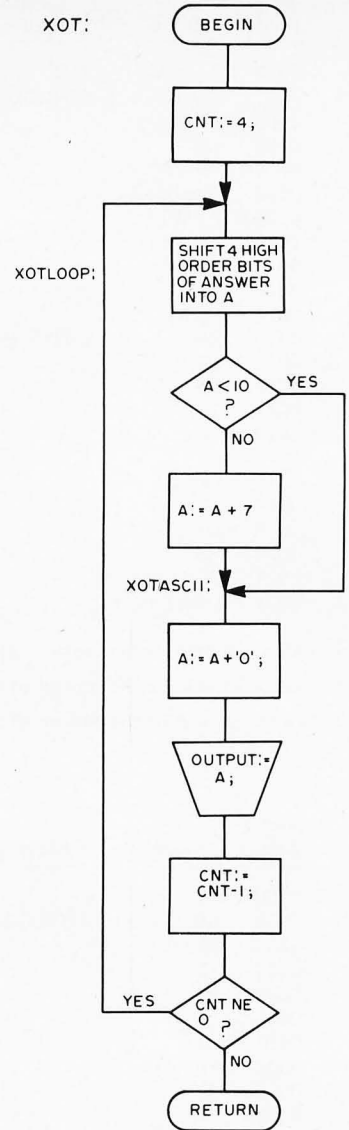 XOT:
BEGIN
CNT:=4;
XOTLOOP:
SHIFT 4 HIGH
ORDER BITS
OF ANSWER
INTO A
A<10
?
YES
NO
A:= A + 7
XOTASCII:
A:= A+'0';
OUTPUT:=
A;
CNT:=
CNT-1;
YES
CNT NE
0
?
NO
RETURN